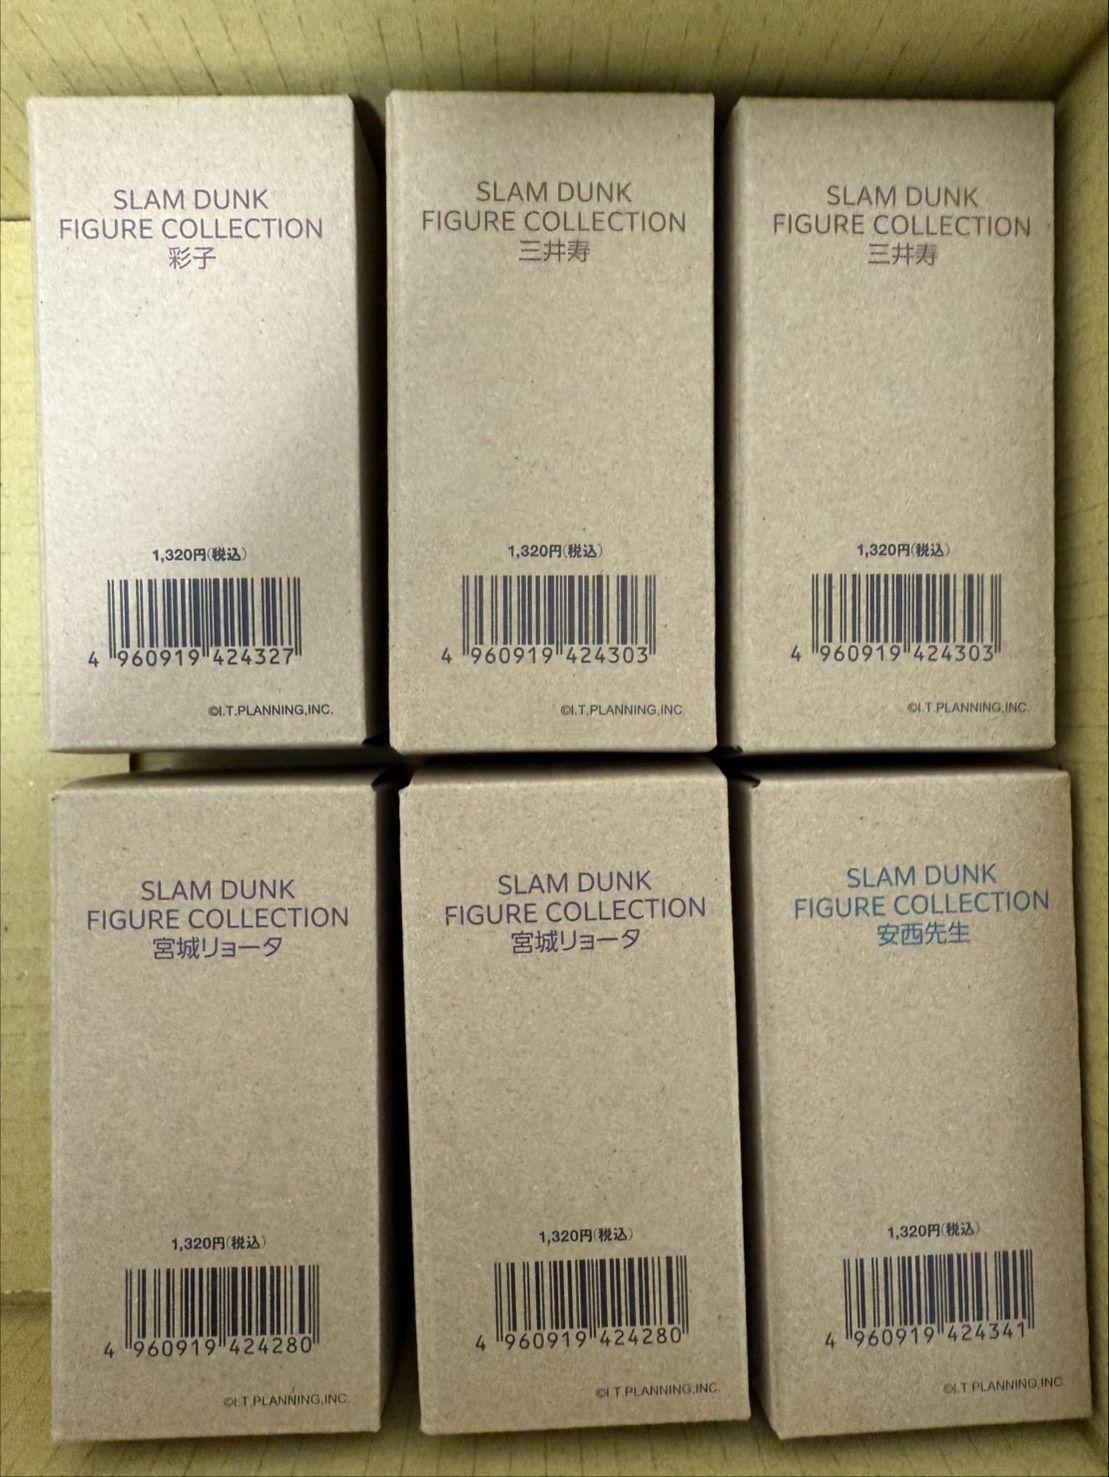 SLAM DUNK
FIGURE COLLECTION
彩子
1,320円(税込)
4 960919 424327
©I.T.PLANNING,INC.
SLAM DUNK
FIGURE COLLECTION
三井寿
1,320円(税込)
4 960919 424303
©I.T.PLANNING,INC.
SLAM DUNK
FIGURE COLLECTION
三井寿
1,320円(税込)
4 960919 424303
©I.T.PLANNING,INC.
SLAM DUNK
FIGURE COLLECTION
宮城リョータ
1,320円(税込)
4 960919 424280
©I.T.PLANNING,INC.
SLAM DUNK
FIGURE COLLECTION
宮城リョータ
1,320円(税込)
4 960919 424280
©I.T.PLANNING,INC.
SLAM DUNK
FIGURE COLLECTION
安西先生
1,320円(税込)
4 960919 424341
©I.T.PLANNING,INC.